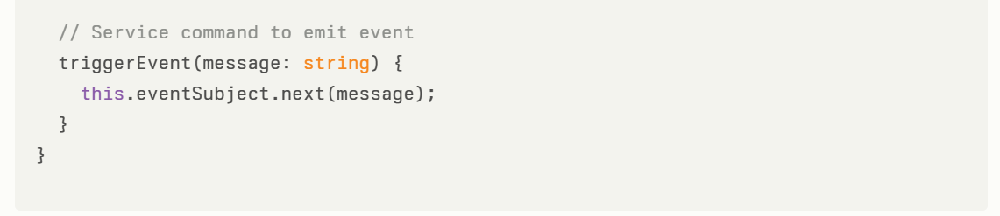 // Service command to emit event
triggerEvent(message: string) {
this.eventSubject.next(message);
}
}